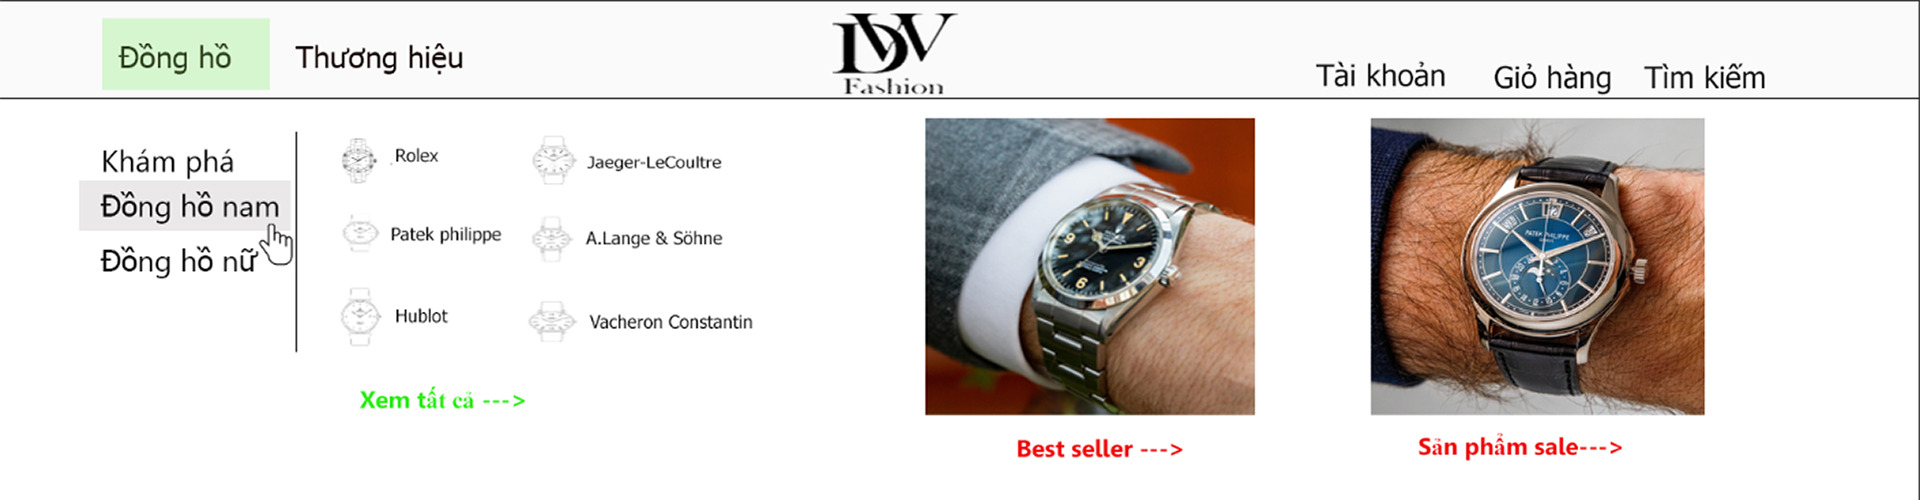 Đồng hồ
Thương hiệu
DW
Fashion
Tài khoản
Giỏ hàng
Tìm kiếm
Khám phá
Đồng hồ nam
Đồng hồ nữ
Rolex
Jaeger-LeCoultre
Patek philippe
A.Lange & Söhne
Hublot
Vacheron Constantin
Xem tất cả --->
PATEK PHILIPPE
Best seller --->
Sản phẩm sale--->